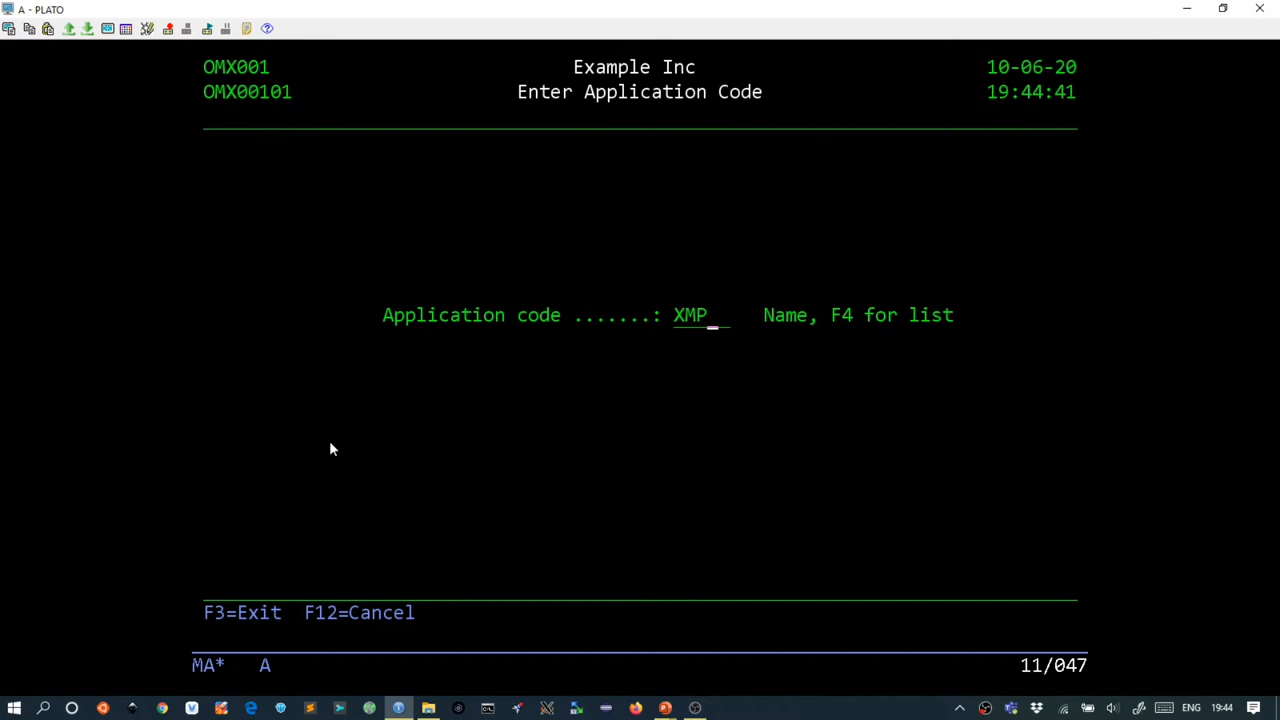 A - PLATO
OMX001 Example Inc 10-06-20
OMX00101 Enter Application Code 19:44:41
Application code .......: XMP_ Name, F4 for list
F3=Exit F12=Cancel
MA* A 11/047
ENG 19:44